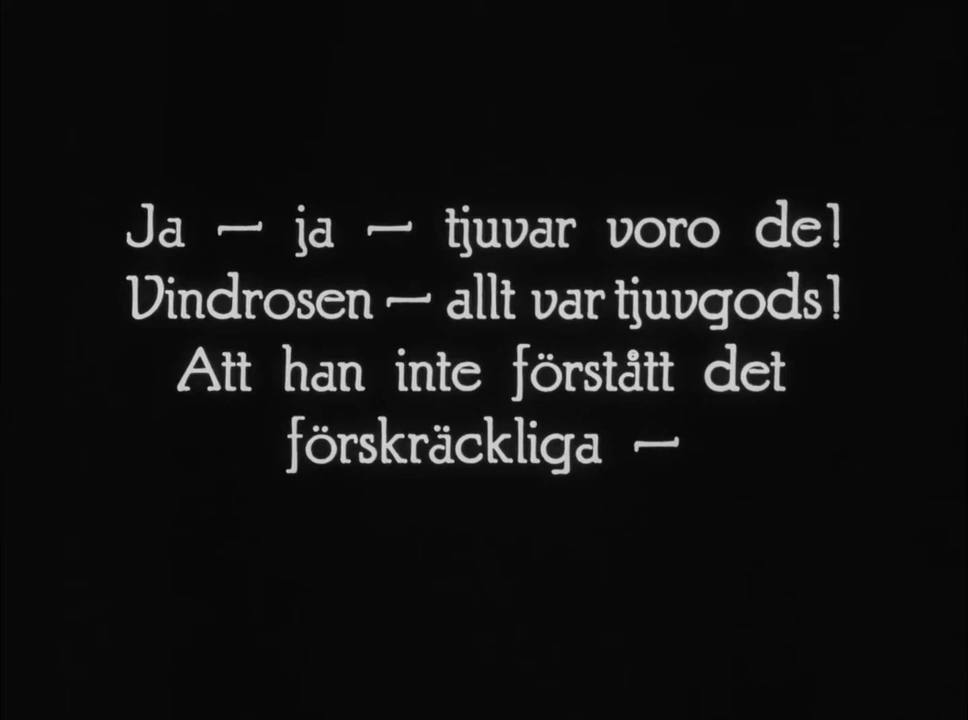 Ja — ja — tjuvar voro de!
Vindrosen — allt var tjuvgods!
Att han inte förstått det
förskräckliga —